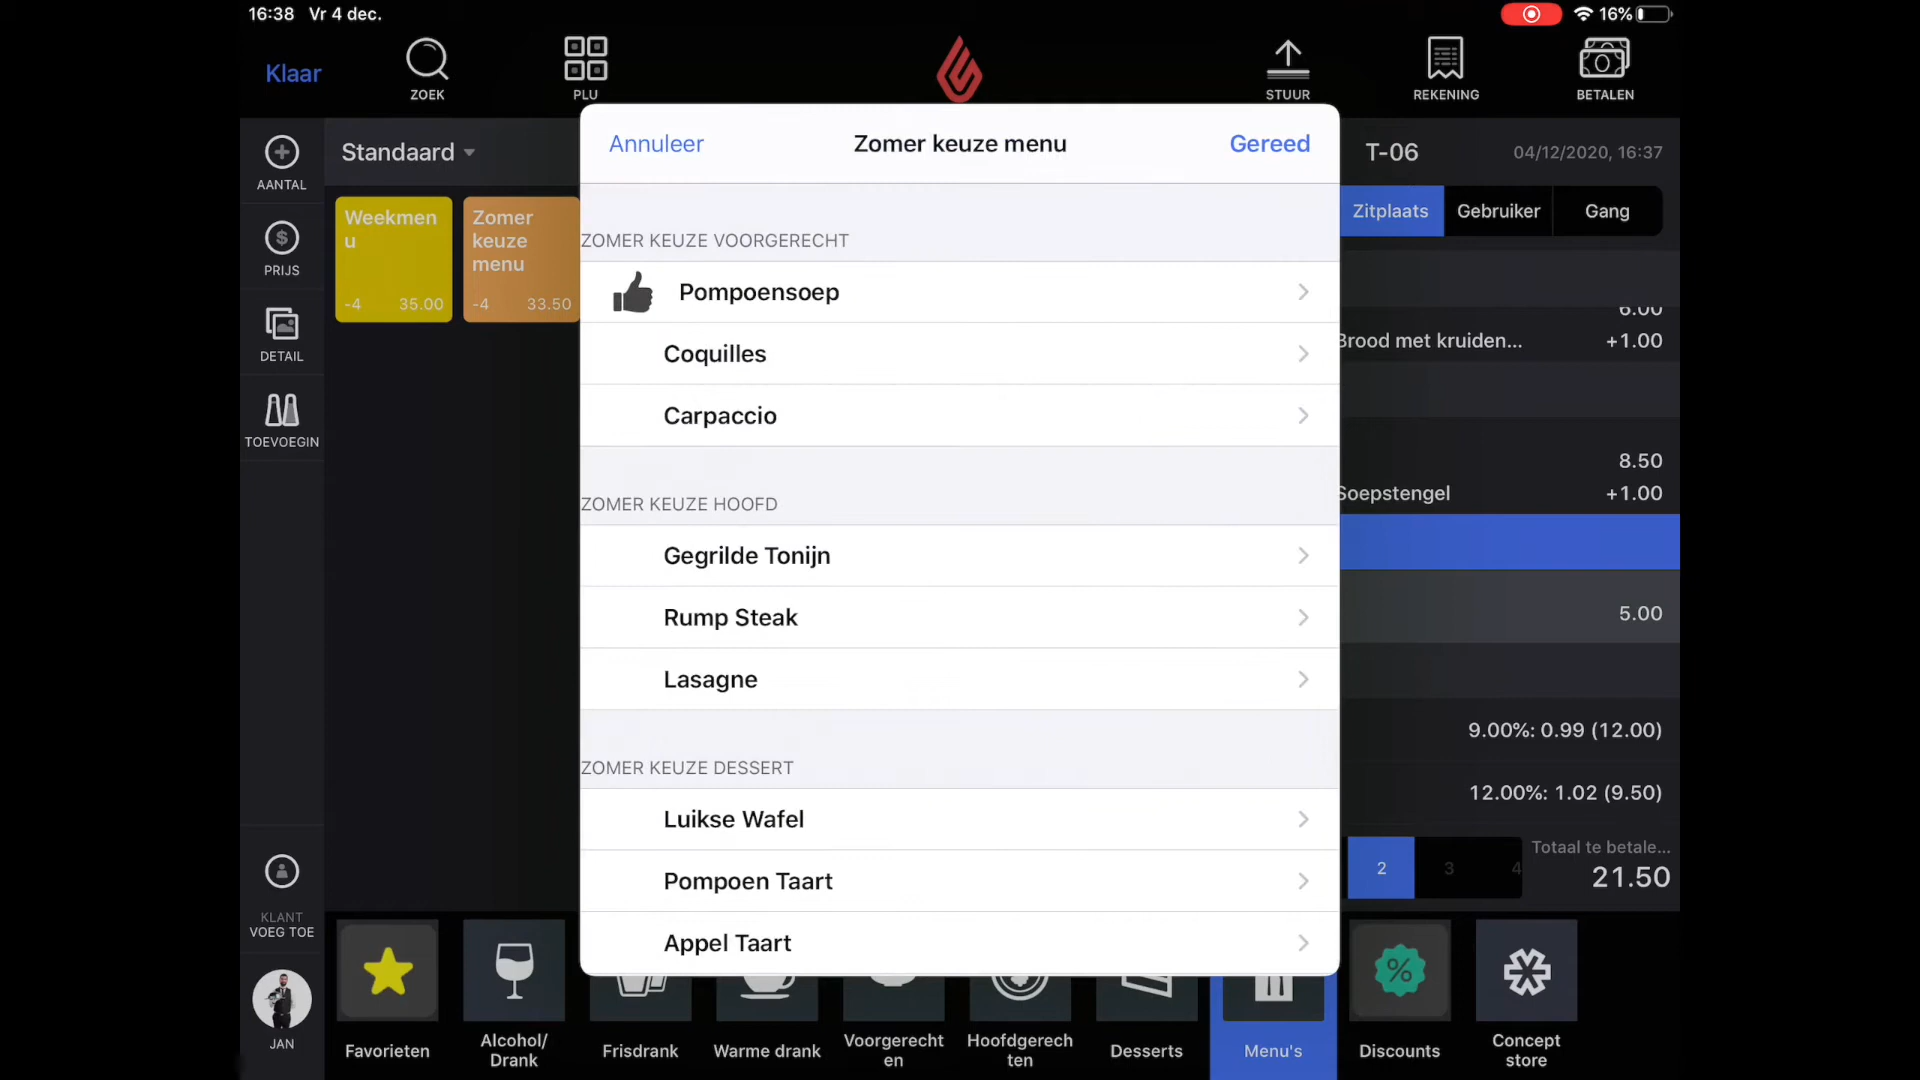 16:38 Vr 4 dec.
16%
Klaar
ZOEK
PLU
STUUR
REKENING
BETALEN
AANTAL
PRIJS
DETAIL
TOEVOEGIN
KLANT
VOEG TOE
JAN
Standaard
Weekmen
u
-4 35.00
Zomer
keuze
menu
-4 33.50
Annuleer
Zomer keuze menu
Gereed
ZOMER KEUZE VOORGERECHT
Pompoensoep
Coquilles
Carpaccio
ZOMER KEUZE HOOFD
Gegrilde Tonijn
Rump Steak
Lasagne
ZOMER KEUZE DESSERT
Luikse Wafel
Pompoen Taart
Appel Taart
T-06
04/12/2020, 16:37
Zitplaats
Gebruiker
Gang
6.00
Brood met kruiden... +1.00
8.50
Soepstengel +1.00
5.00
9.00%: 0.99 (12.00)
12.00%: 1.02 (9.50)
2 3 4
Totaal te betale...
21.50
Favorieten
Alcohol/
Drank
Frisdrank
Warme drank
Voorgerecht
en
Hoofdgerech
ten
Desserts
Menu's
Discounts
Concept
store